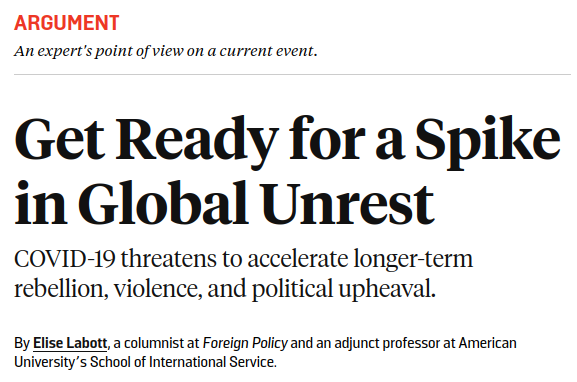 ARGUMENT
An expert's point of view on a current event.
Get Ready for a Spike
in Global Unrest
COVID-19 threatens to accelerate longer-term
rebellion, violence, and political upheaval.
By Elise Labott, a columnist at Foreign Policy and an adjunct professor at American
University's School of International Service.